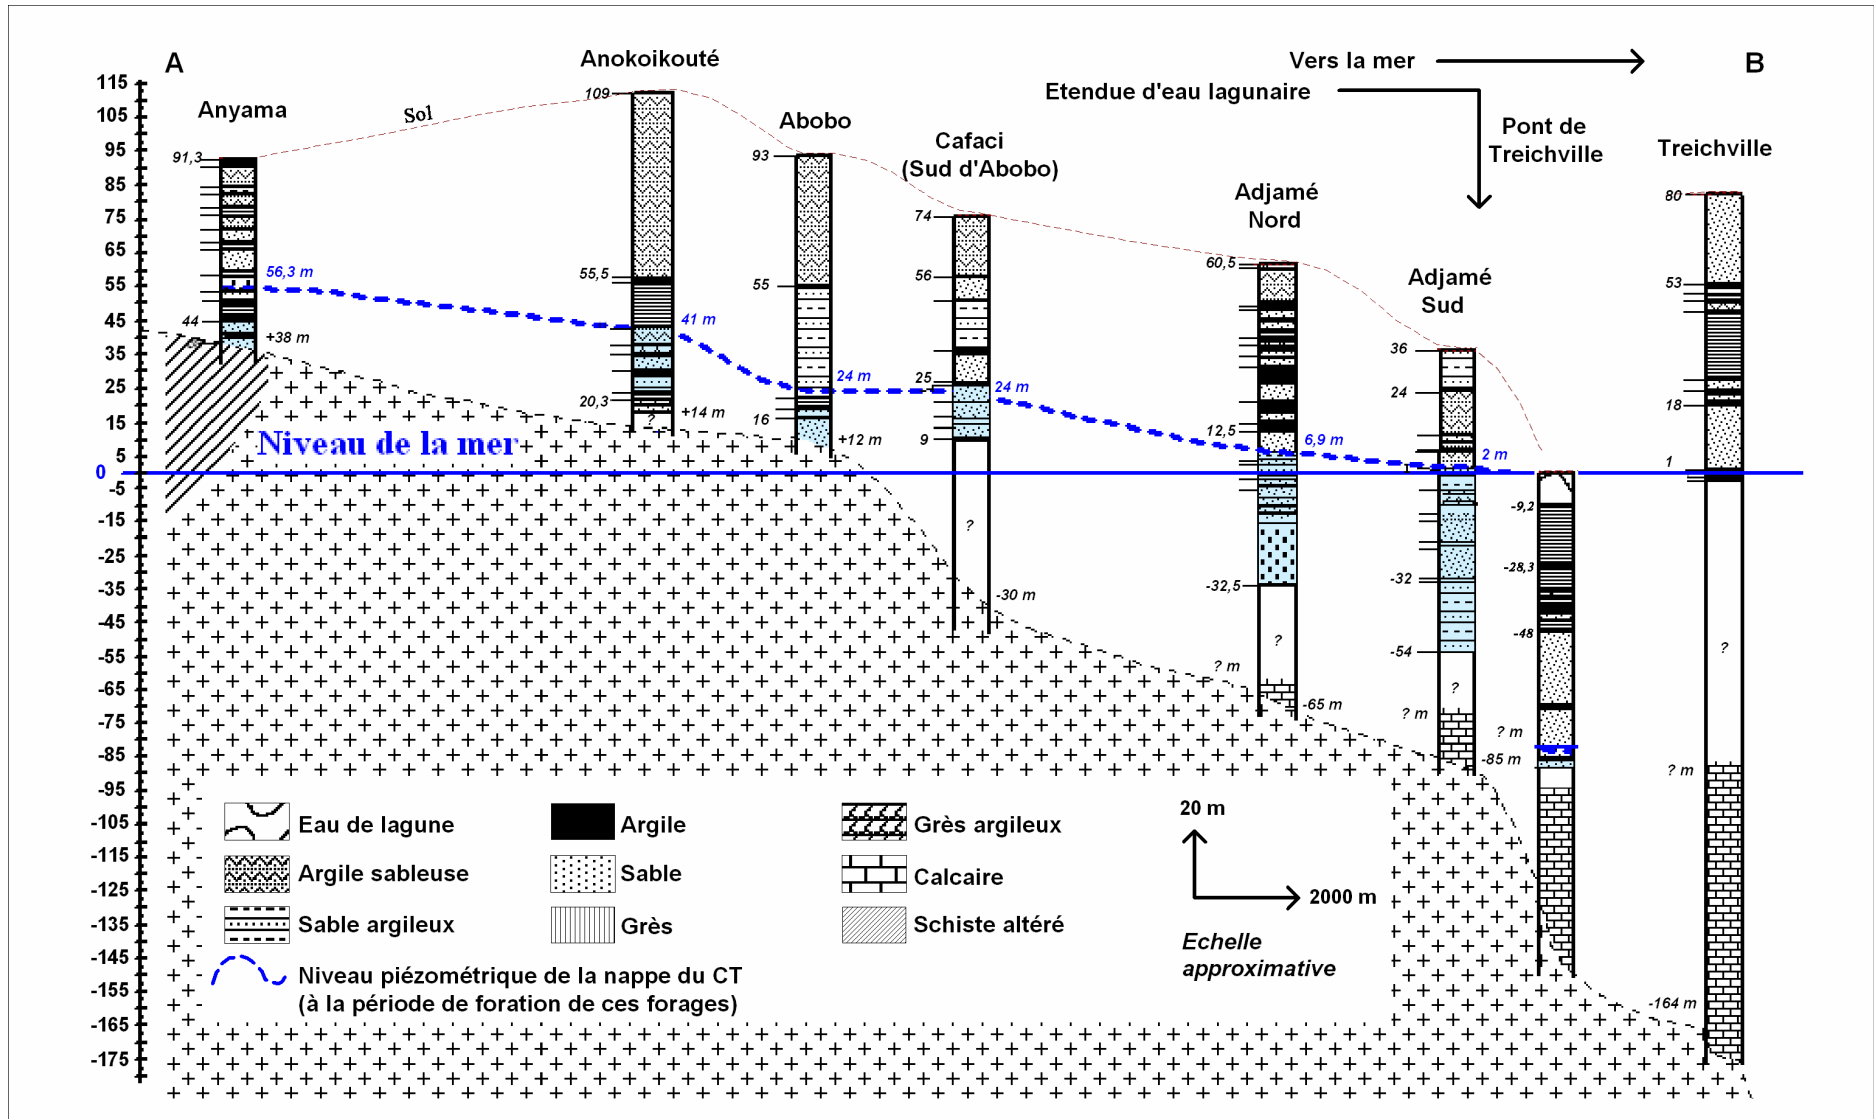 A
Anyama
Sol
Anokoikouté
Abobo
Cafaci
(Sud d'Abobo)
Vers la mer
B
Etendue d'eau lagunaire
Pont de
Treichville
Treichville
Adjamé
Nord
Adjamé
Sud
115
105
95
85
75
65
55
45
35
25
15
5
0
-5
-15
-25
-35
-45
-55
-65
-75
-85
-95
-105
-115
-125
-135
-145
-155
-165
-175
91,3
56,3 m
44
+38 m
109
55,5
41 m
20,3
?
+14 m
93
55
24 m
16
+12 m
74
56
25
24 m
9
?
-30 m
60,5
12,5
6,9 m
-32,5
?
? m
-65 m
36
24
2 m
-32
-54
?
? m
-85 m
-9,2
-28,3
-48
? m
80
53
18
1
?
? m
-164 m
Niveau de la mer
Eau de lagune
Argile
Grès argileux
Argile sableuse
Sable
Calcaire
Sable argileux
Grès
Schiste altéré
Niveau piézométrique de la nappe du CT
(à la période de foration de ces forages)
20 m
2000 m
Echelle
approximative